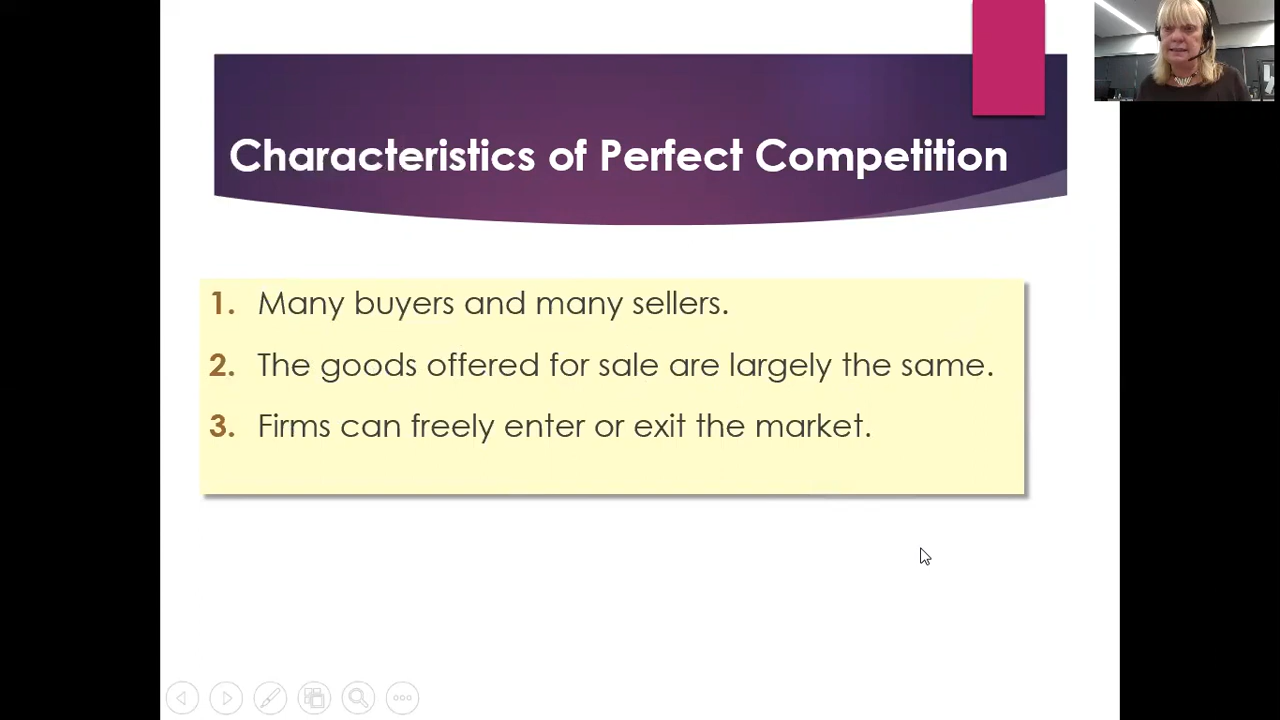 Characteristics of Perfect Competition
1. Many buyers and many sellers.
2. The goods offered for sale are largely the same.
3. Firms can freely enter or exit the market.